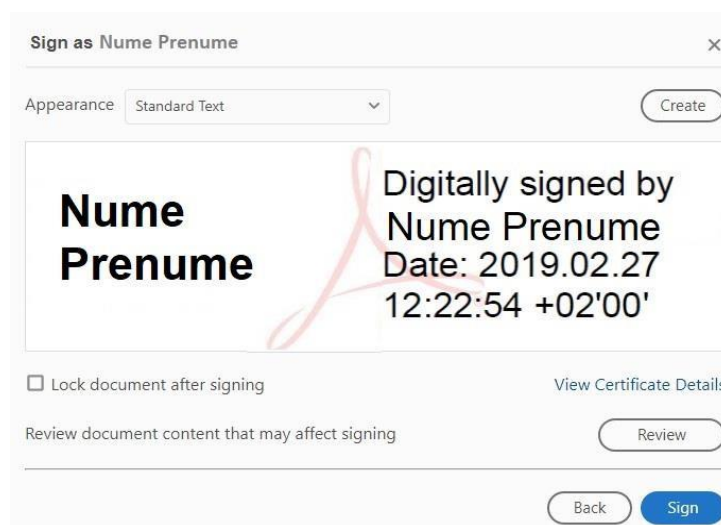 Sign as Nume Prenume
×
Appearance Standard Text Create
Nume
Prenume
Digitally signed by
Nume Prenume
Date: 2019.02.27
12:22:54 +02'00'
Lock document after signing View Certificate Details
Review document content that may affect signing Review
Back Sign